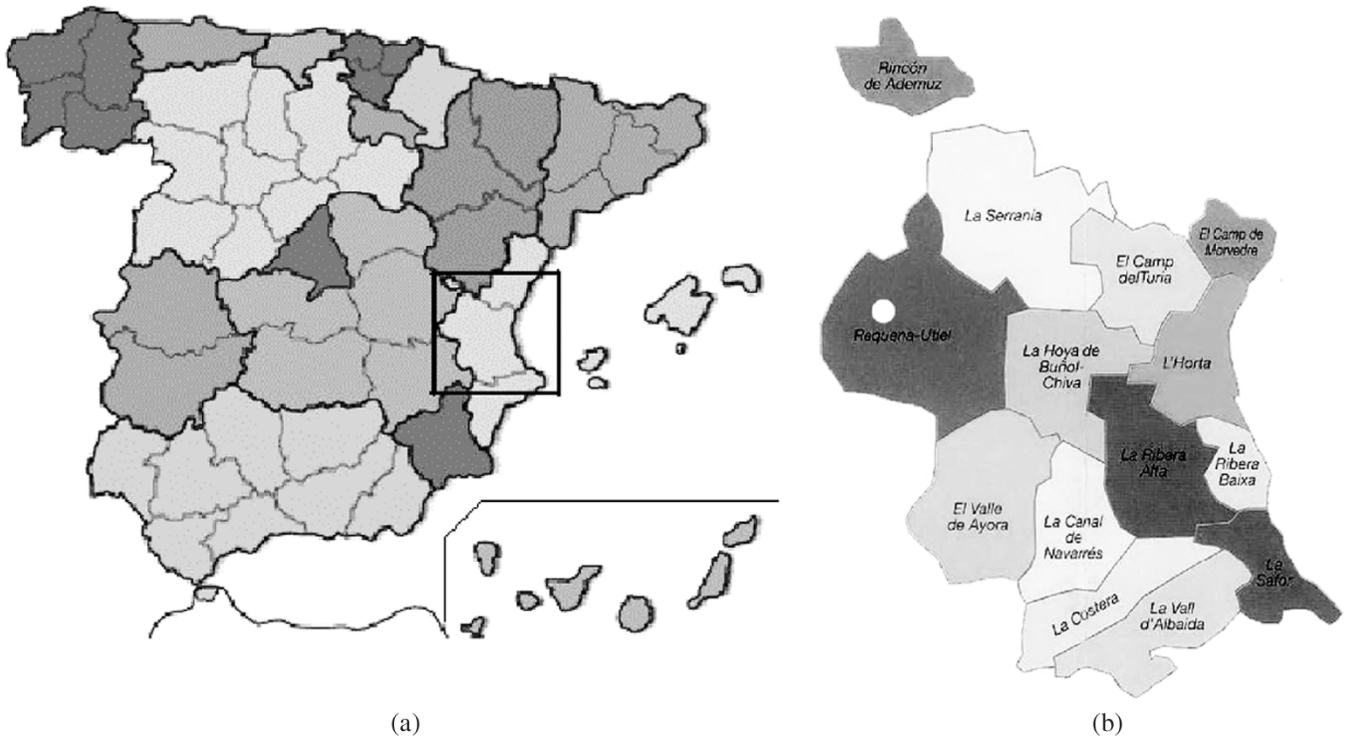 Rincón
de Ademuz
La Serranía
El Camp de
Morvedre
El Camp
delTuria
Requena-Utiel
La Hoya de
Buñol-
Chiva
L'Horta
La Ribera
Alta
La
Ribera
Baixa
El Valle
de Ayora
La Canal
de
Navarrés
La
Safor
La Costera
La Vall
d'Albaida
(a)
(b)